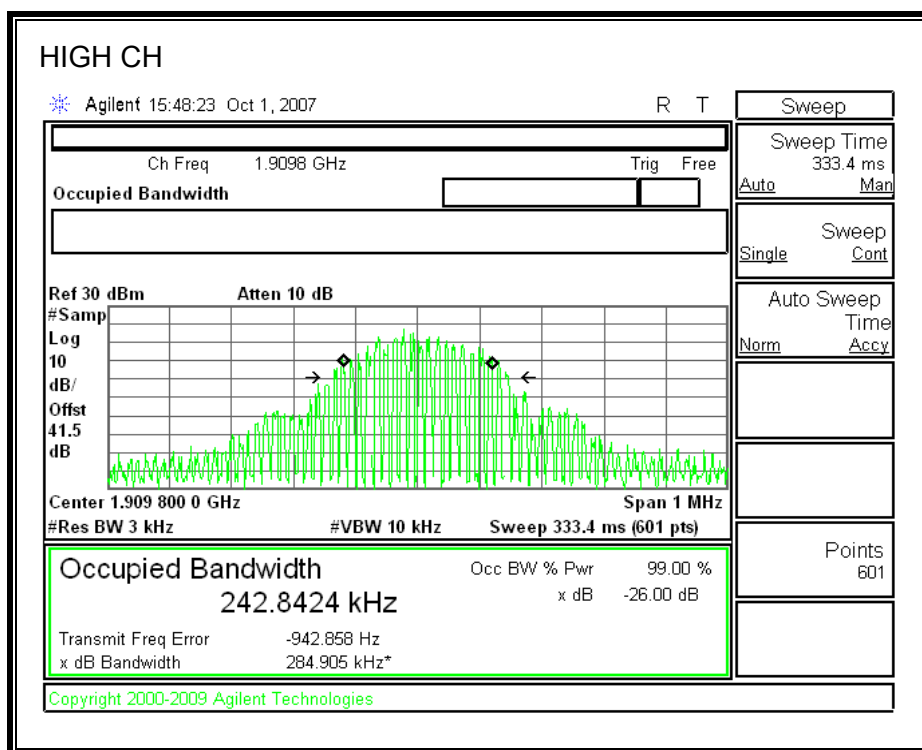 HIGH CH
Agilent 15:48:23 Oct 1, 2007 R T
Ch Freq 1.9098 GHz Trig Free
Occupied Bandwidth
Ref 30 dBm Atten 10 dB
#Samp
Log
10
dB/
Offst
41.5
dB
Center 1.909 800 0 GHz Span 1 MHz
#Res BW 3 kHz #VBW 10 kHz Sweep 333.4 ms (601 pts)
Occupied Bandwidth Occ BW % Pwr 99.00 %
242.8424 kHz x dB -26.00 dB
Transmit Freq Error -942.858 Hz
x dB Bandwidth 284.905 kHz*
Copyright 2000-2009 Agilent Technologies
Sweep
Sweep Time
333.4 ms
Auto Man
Sweep
Single Cont
Auto Sweep
Time
Norm Accy
Points
601